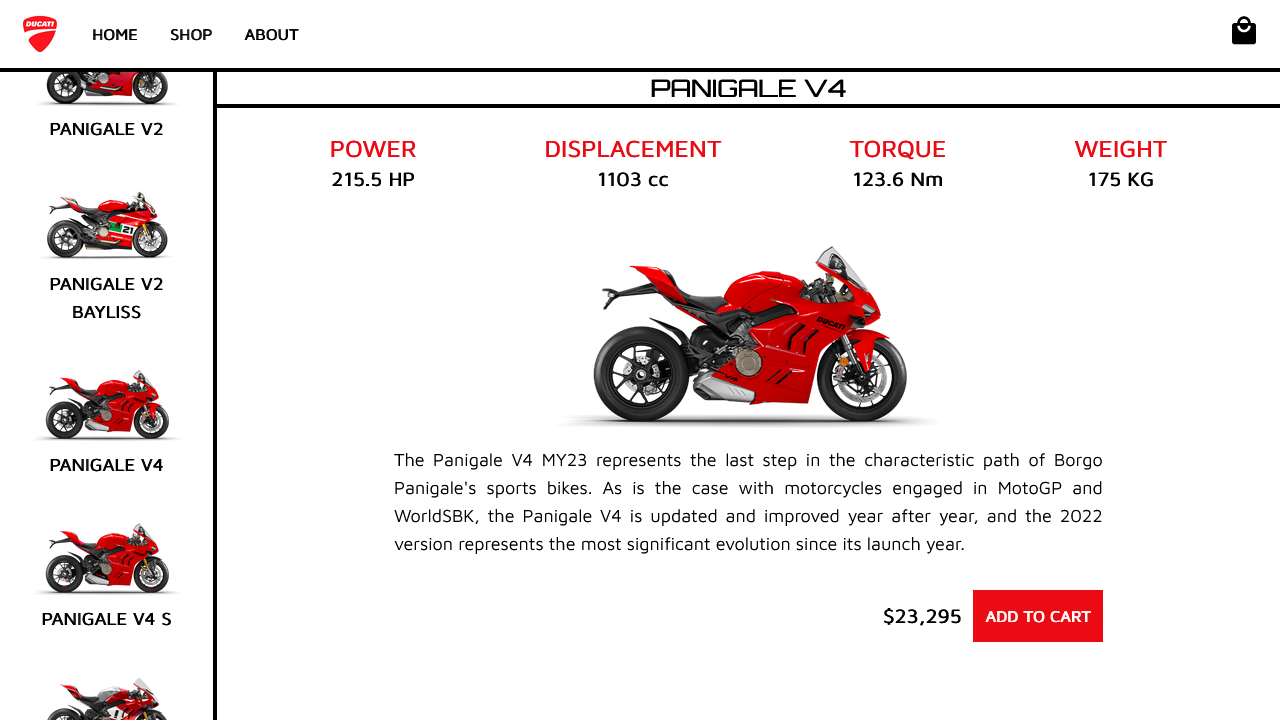 DUCATI
HOME
SHOP
ABOUT
PANIGALE V2
21
PANIGALE V2
BAYLISS
PANIGALE V4
PANIGALE V4 S
PANIGALE V4
POWER
215.5 HP
DISPLACEMENT
1103 cc
TORQUE
123.6 Nm
WEIGHT
175 KG
DUCATI
V4
The Panigale V4 MY23 represents the last step in the characteristic path of Borgo
Panigale's sports bikes. As is the case with motorcycles engaged in MotoGP and
WorldSBK, the Panigale V4 is updated and improved year after year, and the 2022
version represents the most significant evolution since its launch year.
$23,295
ADD TO CART